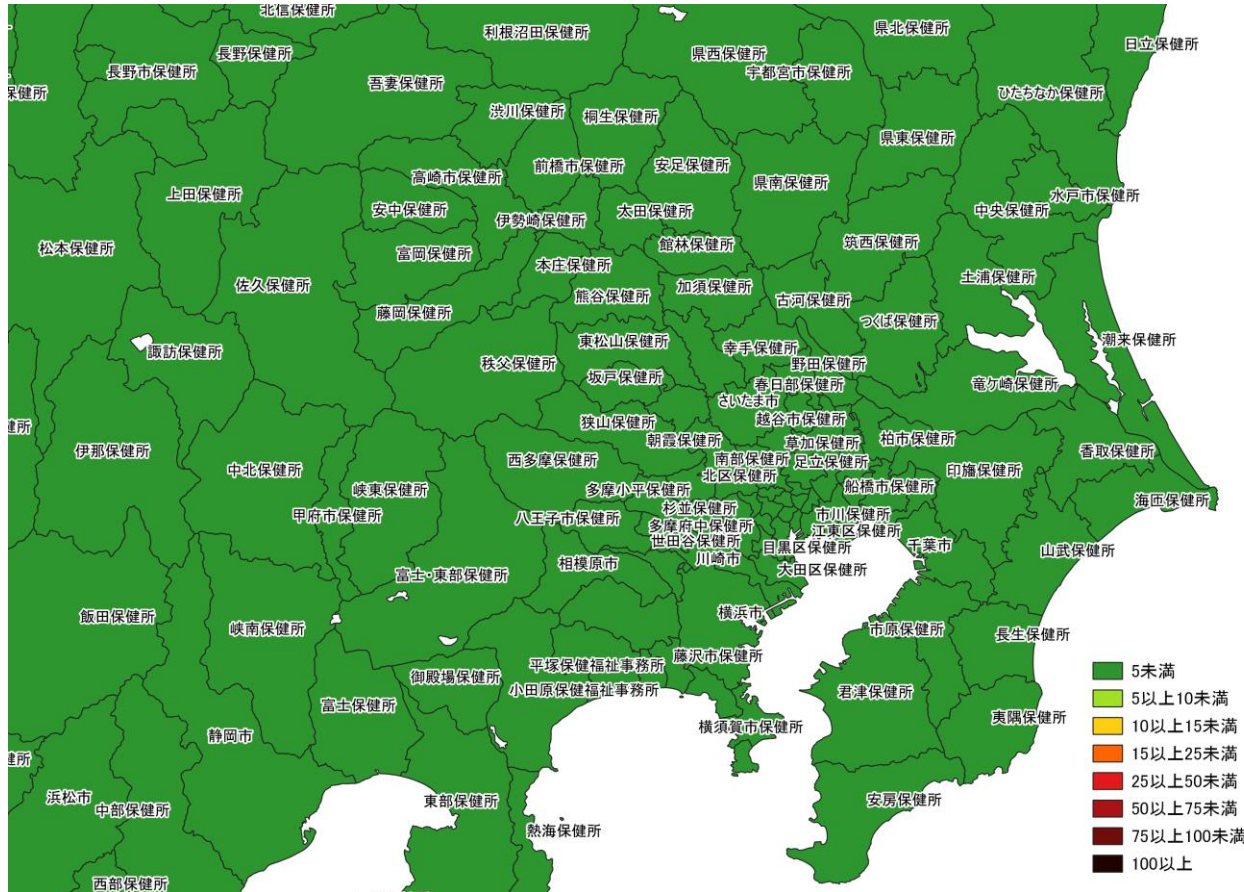 北信保健所
利根沼田保健所
県北保健所
長野保健所
県西保健所
日立保健所
長野市保健所
宇都宮市保健所
吾妻保健所
保健所
ひたちなか保健所
渋川保健所
桐生保健所
県東保健所
前橋市保健所
安足保健所
高崎市保健所
県南保健所
上田保健所
水戸市保健所
安中保健所
太田保健所
中央保健所
伊勢崎保健所
松本保健所
富岡保健所
館林保健所
筑西保健所
本庄保健所
土浦保健所
佐久保健所
加須保健所
熊谷保健所
古河保健所
藤岡保健所
つくば保健所
東松山保健所
潮来保健所
諏訪保健所
幸手保健所
秩父保健所
野田保健所
坂戸保健所
春日部保健所
竜ケ崎保健所
さいたま市
狭山保健所
越谷市保健所
健所
朝霞保健所
草加保健所
柏市保健所
伊那保健所
香取保健所
西多摩保健所
南部保健所
足立保健所
中北保健所
峡東保健所
北区保健所
印旛保健所
多摩小平保健所
船橋市保健所
海匝保健所
甲府市保健所
八王子市保健所
杉並保健所
市川保健所
多摩府中保健所
江東区保健所
世田谷保健所
目黒区保健所
千葉市
山武保健所
相模原市
川崎市
大田区保健所
富士・東部保健所
飯田保健所
横浜市
峡南保健所
市原保健所
長生保健所
藤沢市保健所
平塚保健福祉事務所
御殿場保健所
小田原保健福祉事務所
君津保健所
富士保健所
夷隅保健所
横須賀市保健所
静岡市
健所
浜松市
中部保健所
東部保健所
安房保健所
熱海保健所
西部保健所
5未満
5以上10未満
10以上15未満
15以上25未満
25以上50未満
50以上75未満
75以上100未満
100以上